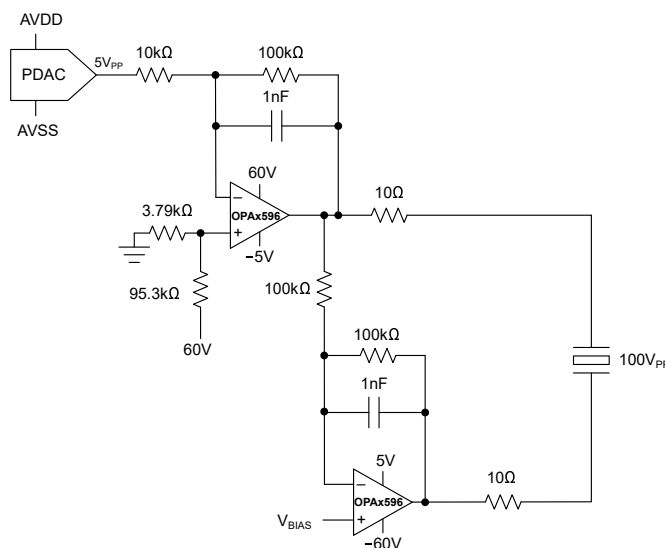 AVDD
PDAC
AVSS
5VPP
10kΩ
100kΩ
1nF
60V
OPAx596
−
+
−5V
3.79kΩ
95.3kΩ
60V
10Ω
100kΩ
100kΩ
1nF
5V
OPAx596
−
+
−60V
VBIAS
10Ω